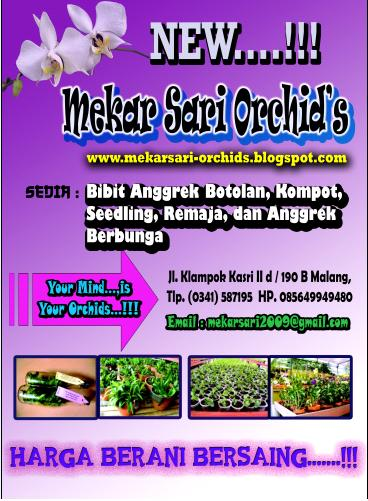 NEW.....!!!
Mekar Sari Orchid's
www.mekarsari-orchids.blogspot.com
SEDIA : Bibit Anggrek Botolan, Kompot,
Seedling, Remaja, dan Anggrek
Berbunga
Your Mind...,is
Your Orchids...!!!
Jl. Klampok Kasri II d / 190 B Malang,
Tlp. (0341) 587195 HP. 085649949480
Email : mekarsari2009@gmail.com
HARGA BERANI BERSAING.......!!!